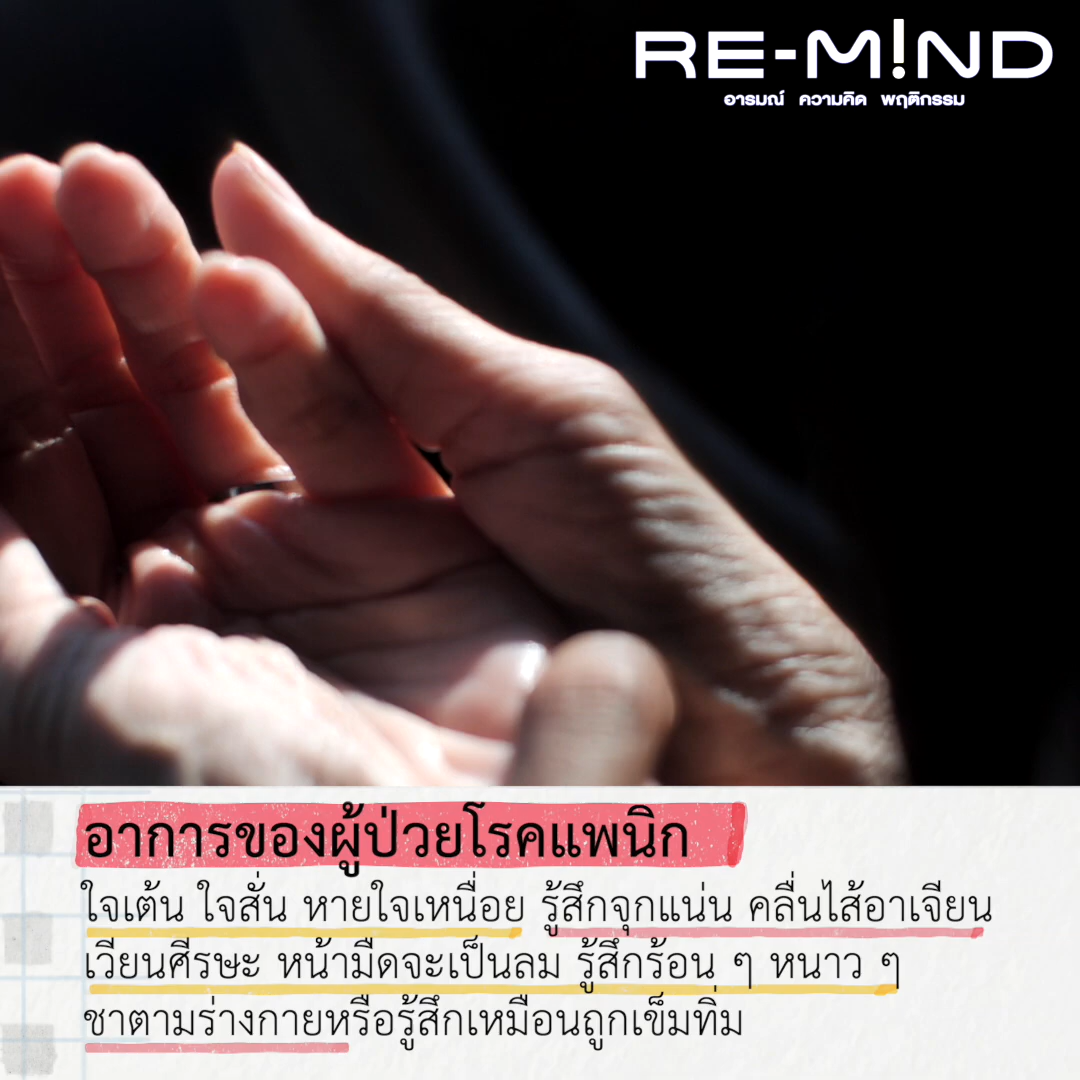 RE-M!ND
อารมณ์ ความคิด พฤติกรรม
อาการของผู้ป่วยโรคแพนิก
ใจเต้น ใจสั่น หายใจเหนื่อย รู้สึกจุกแน่น คลื่นไส้อาเจียน
เวียนศีรษะ หน้ามืดจะเป็นลม รู้สึกร้อน ๆ หนาว ๆ
ชาตามร่างกายหรือรู้สึกเหมือนถูกเข็มทิ่ม